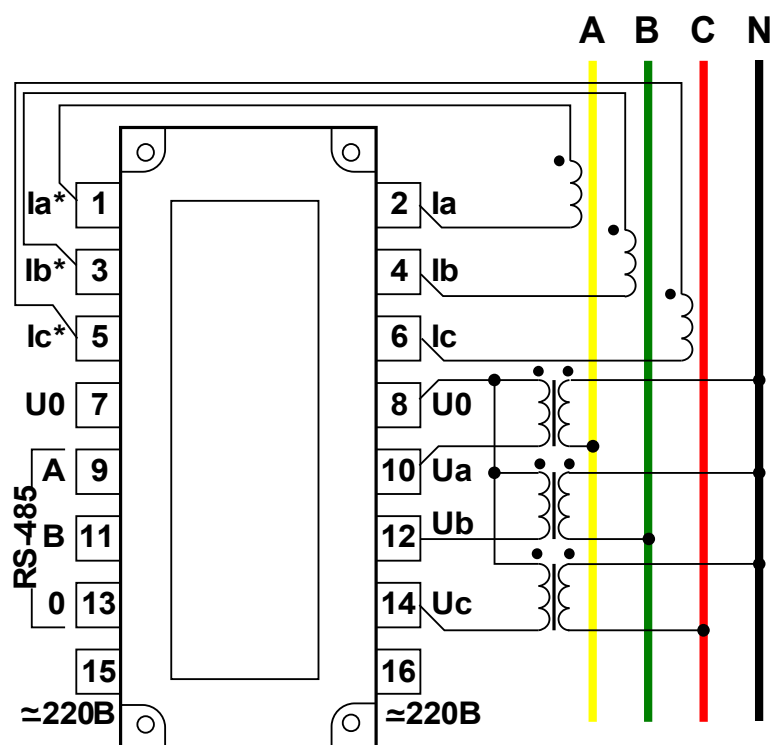 A B C N
Ia* 1 2 Ia
Ib* 3 4 Ib
Ic* 5 6 Ic
U0 7 8 U0
A 9 10 Ua
B 11 12 Ub
0 13 14 Uc
RS-485
15 16
≃220В ≃220В